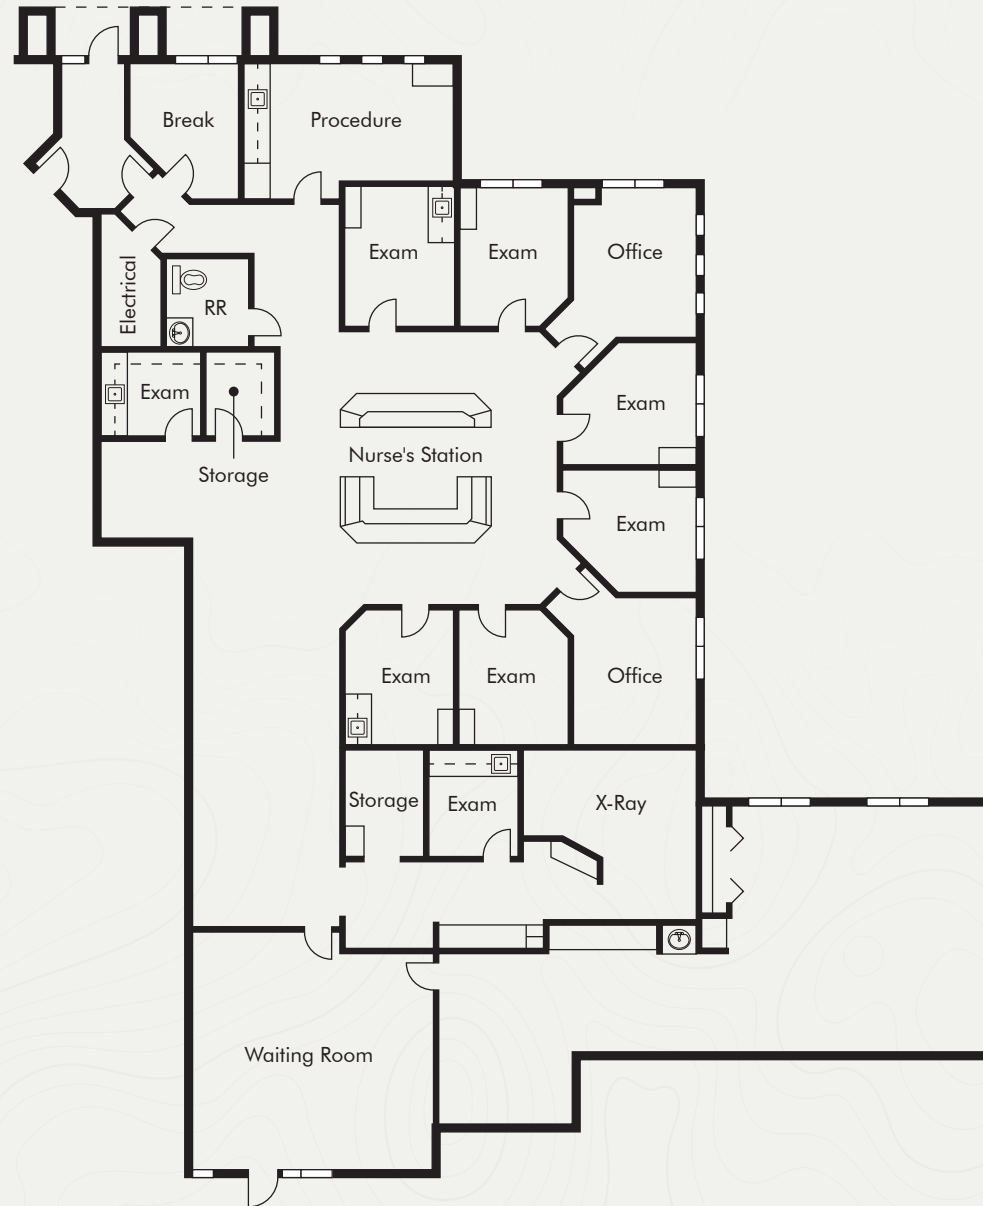 Break
Procedure
Exam
Exam
Office
Electrical
RR
Exam
Exam
Nurse's Station
Storage
Exam
Exam
Exam
Office
Storage
Exam
X-Ray
Waiting Room